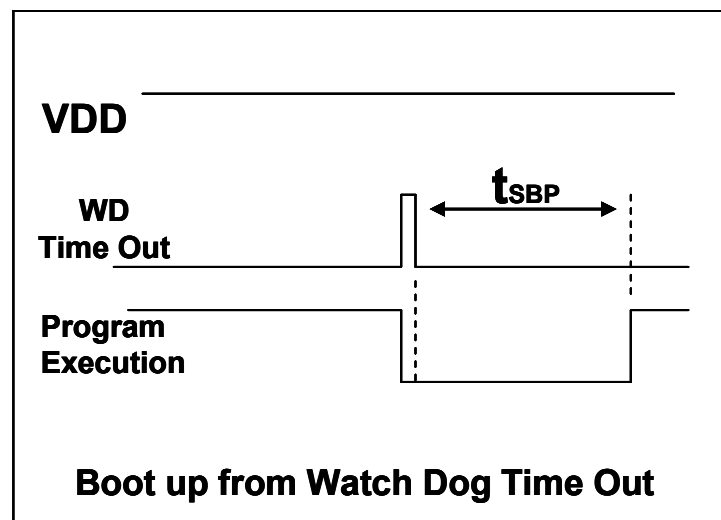 VDD
tSBP
WD
Time Out
Program
Execution
Boot up from Watch Dog Time Out